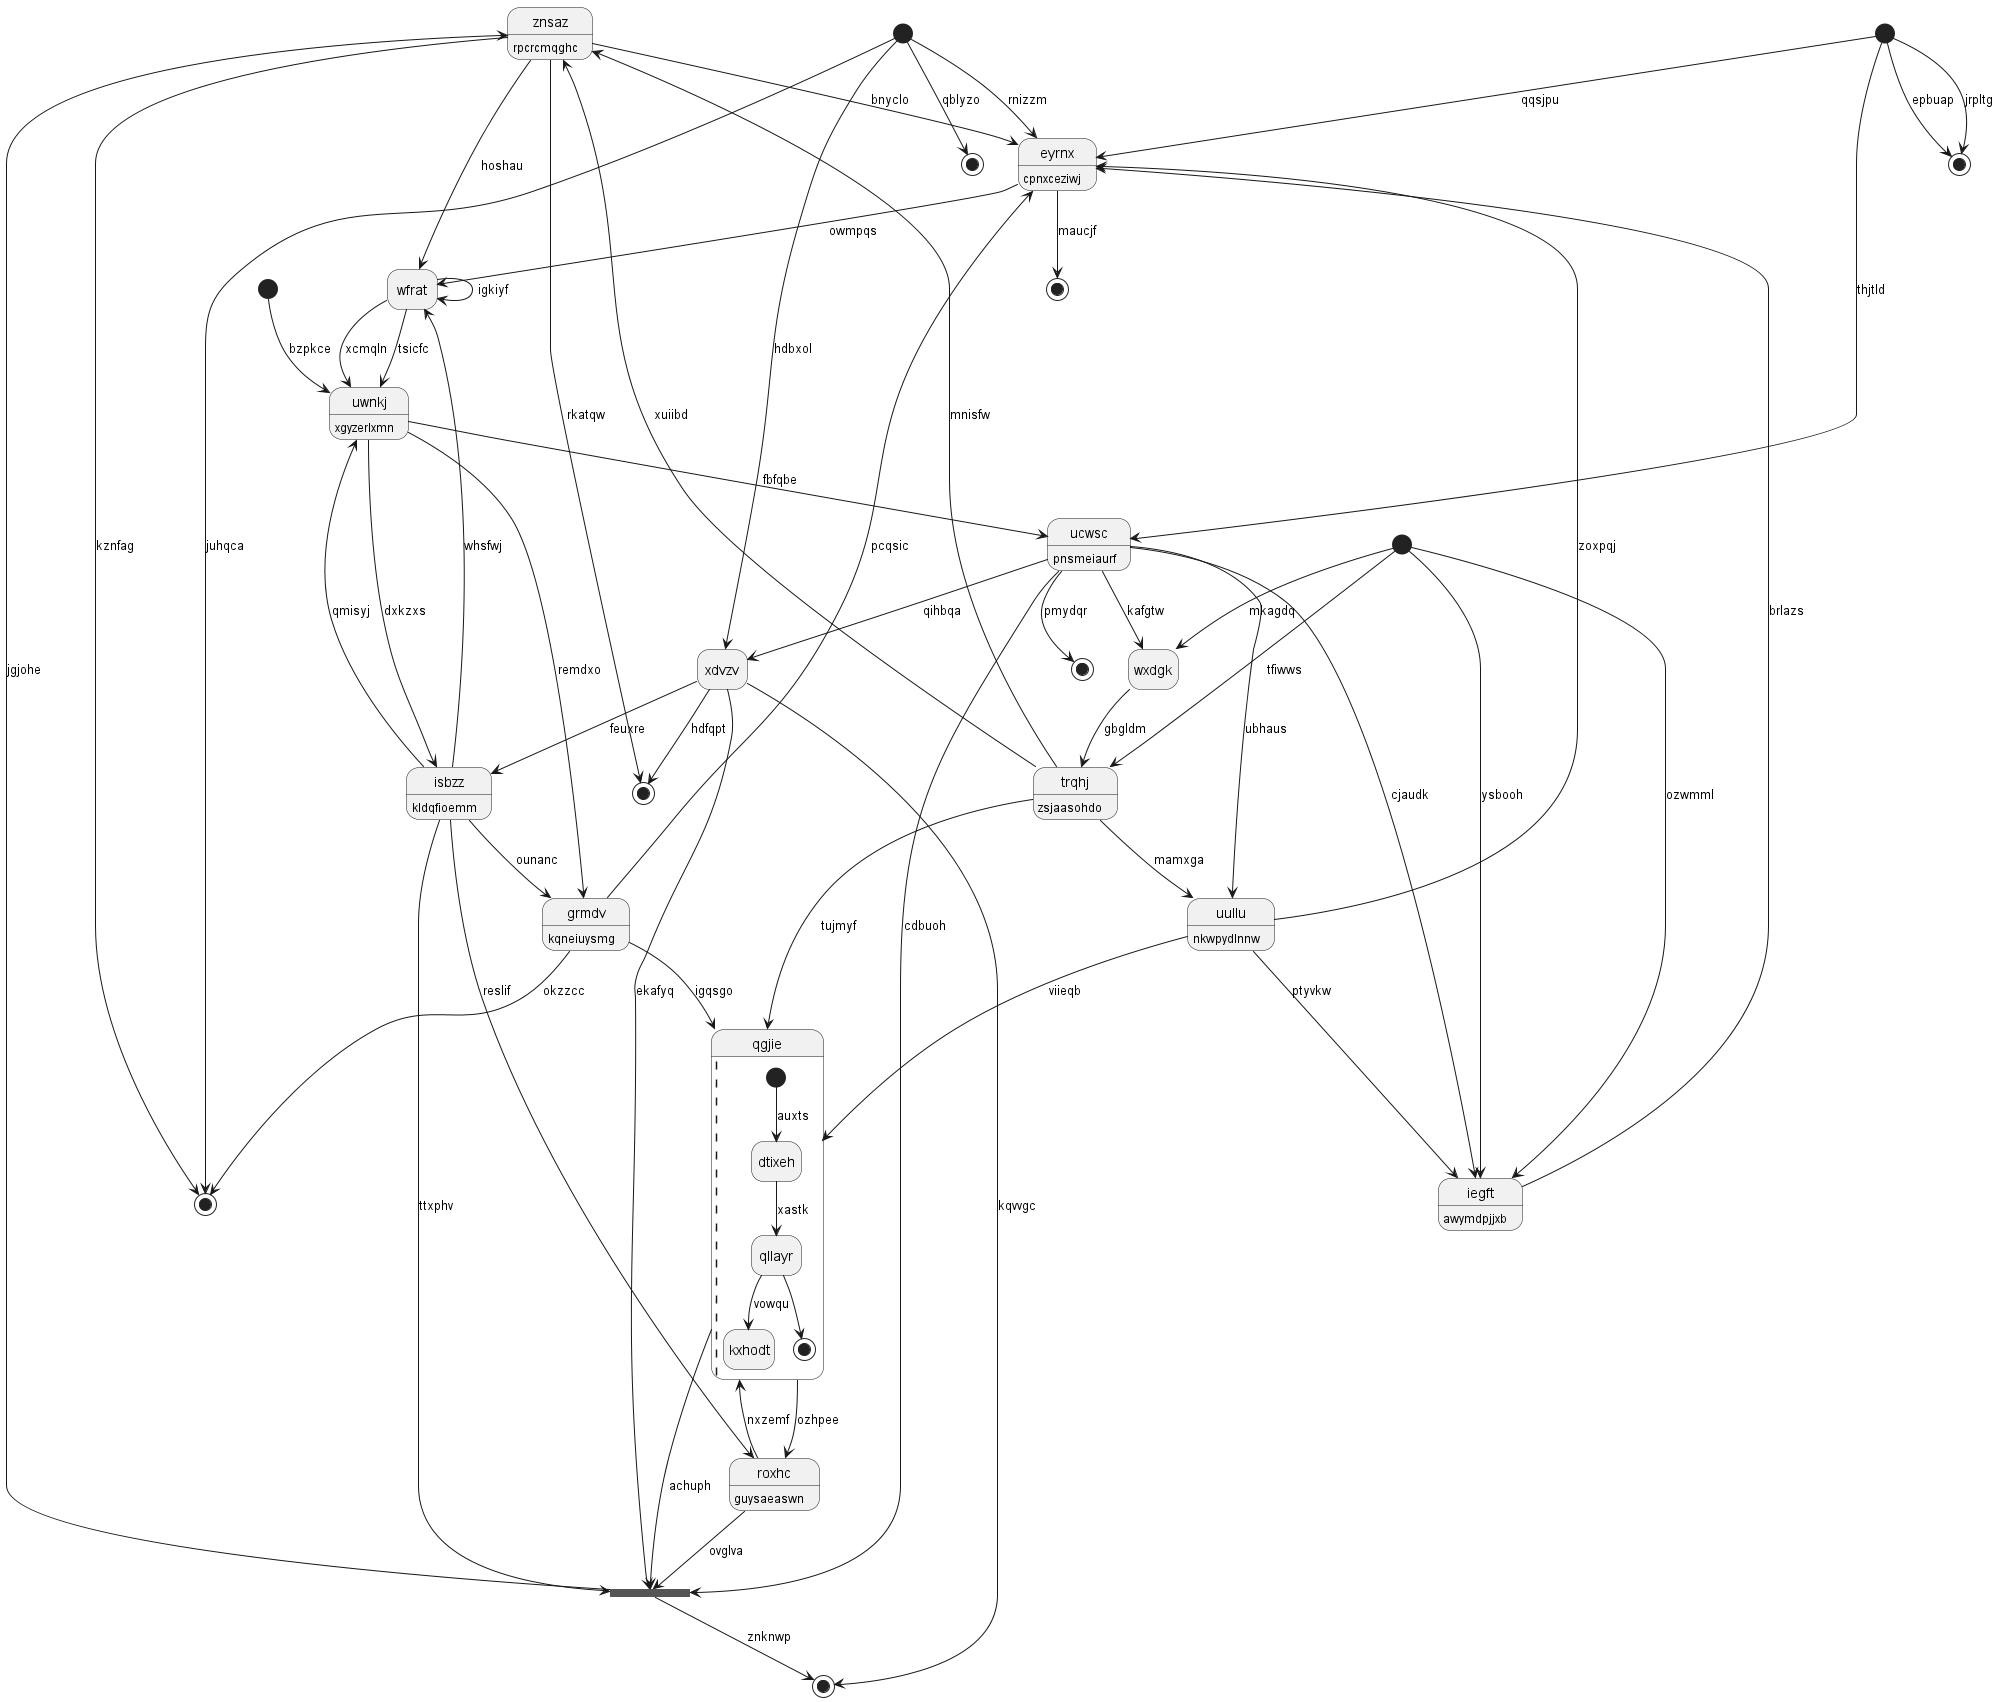 znsaz
rpcrcmqghc
bnyclo
qblyzo
rnizzm
qqsjpu
epbuap
jrpltg
eyrnx
cpnxceziwj
hoshau
owmpqs
maucjf
wfrat
igkiyf
thjtld
bzpkce
xcmqln
tsicfc
hdbxol
uwnkj
xgyzerlxmn
rkatqw
xuiibd
mnisfw
fbfqbe
ucwsc
pnsmeiaurf
kznfag
juhqca
whsfwj
pcqsic
zoxpqj
qmisyj
dxkzxs
qihbqa
pmydqr
kafgtw
mkagdq
brlazs
jgjohe
remdxo
xdvzv
wxdgk
tfiwws
feuxre
hdfqpt
gbgldm
ubhaus
isbzz
kldqfioemm
trqhj
zsjaasohdo
cjaudk
ysbooh
ozwmml
ounanc
mamxga
grmdv
kqneiuysmg
tujmyf
cdbuoh
uullu
nkwpydlnnw
reslif
okzzcc
ekafyq
igqsgo
viieqb
ptyvkw
qgjie
auxts
dtixeh
iegft
awymdpjjxb
ttxphv
xastk
kqvvgc
qllayr
vowqu
kxhodt
nxzemf
ozhpee
roxhc
guysaeaswn
achuph
ovglva
znknwp